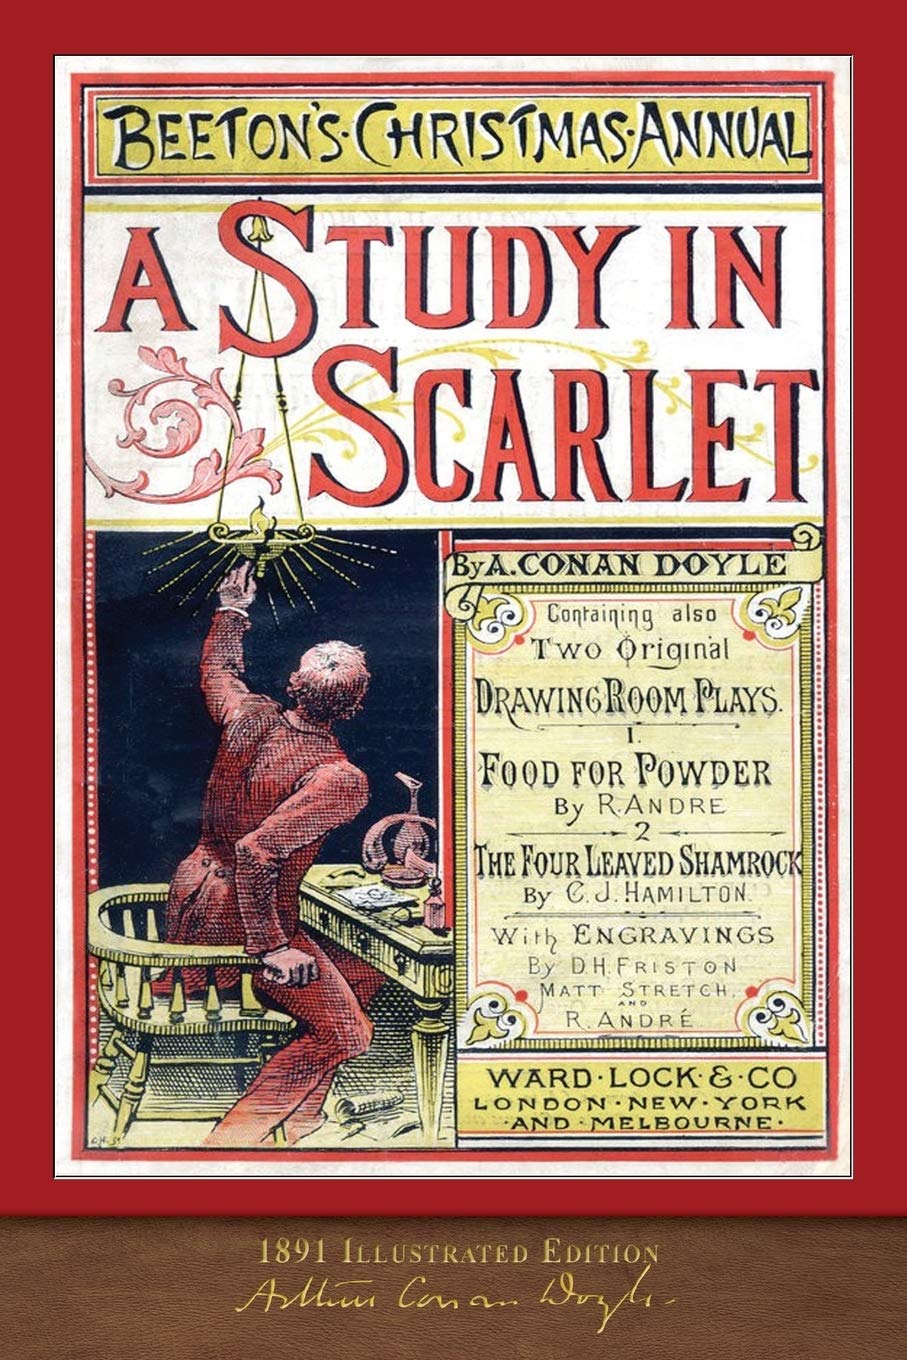 BEETON'S·CHRISTMAS·ANNUAL
A STUDY IN
SCARLET
By A. CONAN DOYLE
Containing also
Two Original
DRAWING ROOM PLAYS.
1.
FOOD FOR POWDER
By R. ANDRE
2
THE FOUR LEAVED SHAMROCK
By C. J. HAMILTON.
With ENGRAVINGS
By D.H. FRISTON
MATT STRETCH,
AND
R. ANDRÉ
WARD·LOCK·&·CO
LONDON·NEW·YORK
·AND·MELBOURNE·
1891 ILLUSTRATED EDITION
Arthur Conan Doyle.